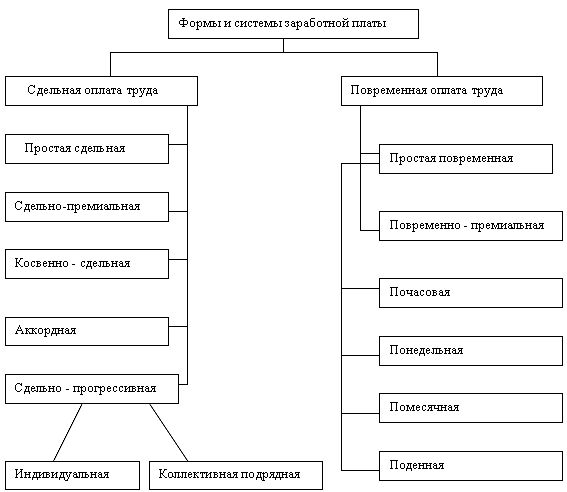 Формы и системы заработной платы
Сдельная оплата труда
Повременная оплата труда
Простая сдельная
Простая повременная
Сдельно-премиальная
Повременно - премиальная
Косвенно - сдельная
Почасовая
Аккордная
Понедельная
Сдельно - прогрессивная
Помесячная
Индивидуальная
Коллективная подрядная
Поденная